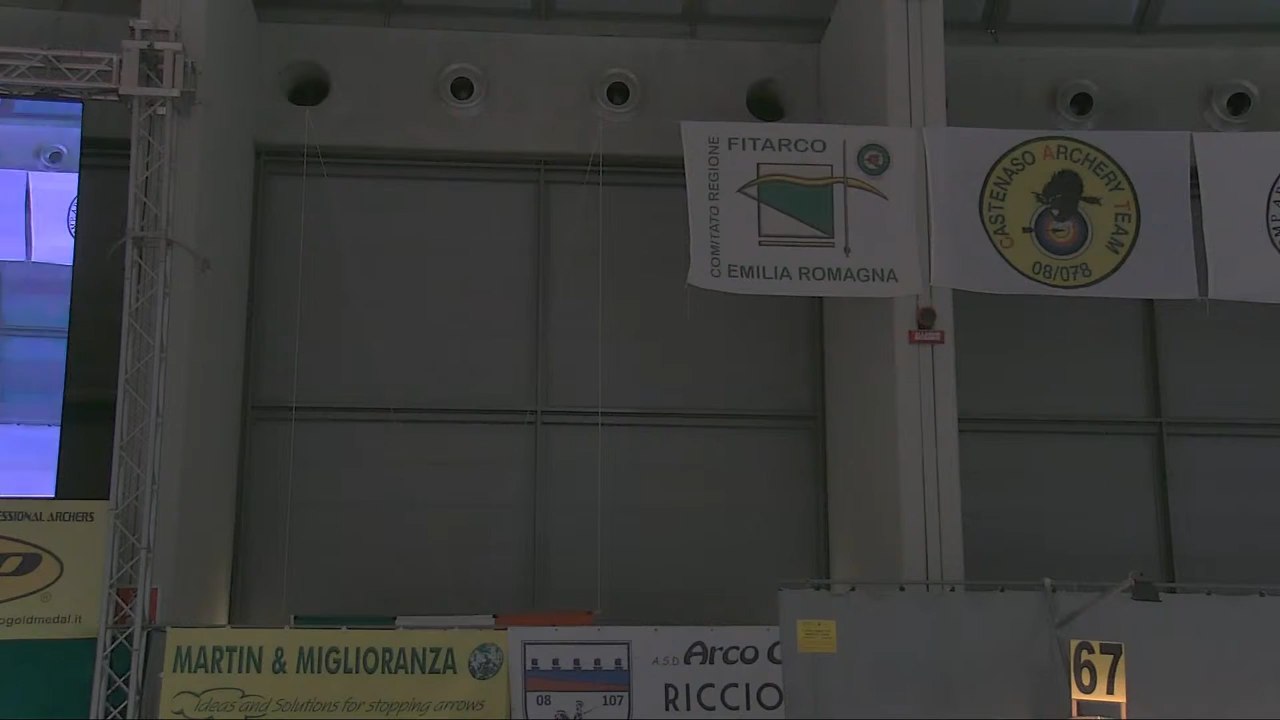 COMITATO REGIONE
FITARCO
EMILIA ROMAGNA
CASTENASO ARCHERY TEAM
08/078
ARCHERS
ogoldmedal.it
MARTIN & MIGLIORANZA
Ideas and Solutions for stopping arrows
08 107
A.S.D. Arco
RICCIO
67